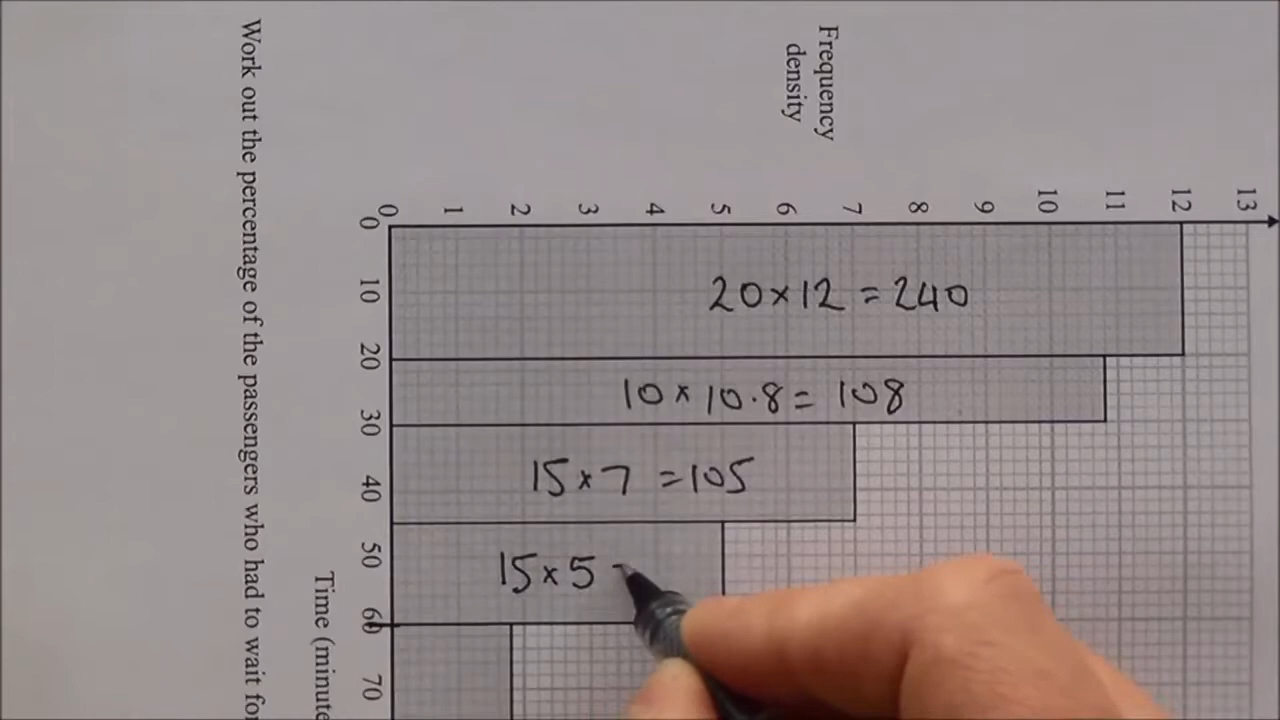 Frequency
density
13
12
11
10
9
8
7
6
5
4
3
2
1
0
0 10 20 30 40 50 60 70
20 × 12 = 240
10 × 10.8 = 108
15 × 7 = 105
15 × 5
Time (minute
Work out the percentage of the passengers who had to wait for